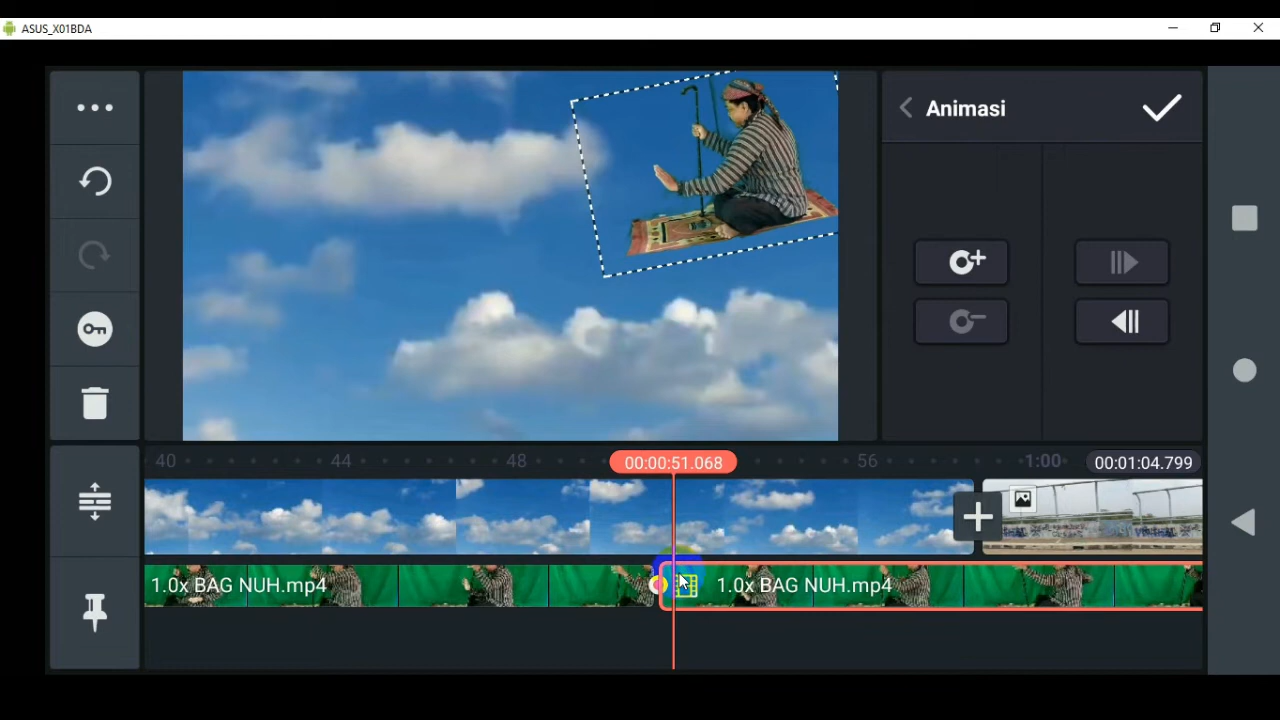 ASUS_X01BDA
Animasi
40
44
48
00:00:51.068
56
1:00
00:01:04.799
1.0x BAG NUH.mp4
1.0x BAG NUH.mp4